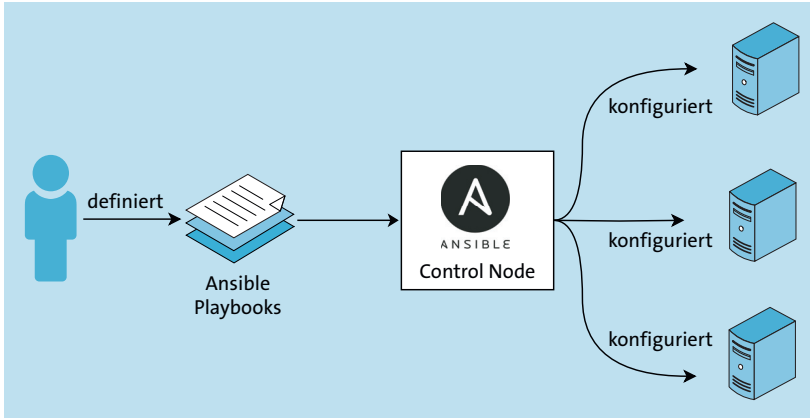 definiert
Ansible
Playbooks
ANSIBLE
Control Node
konfiguriert
konfiguriert
konfiguriert